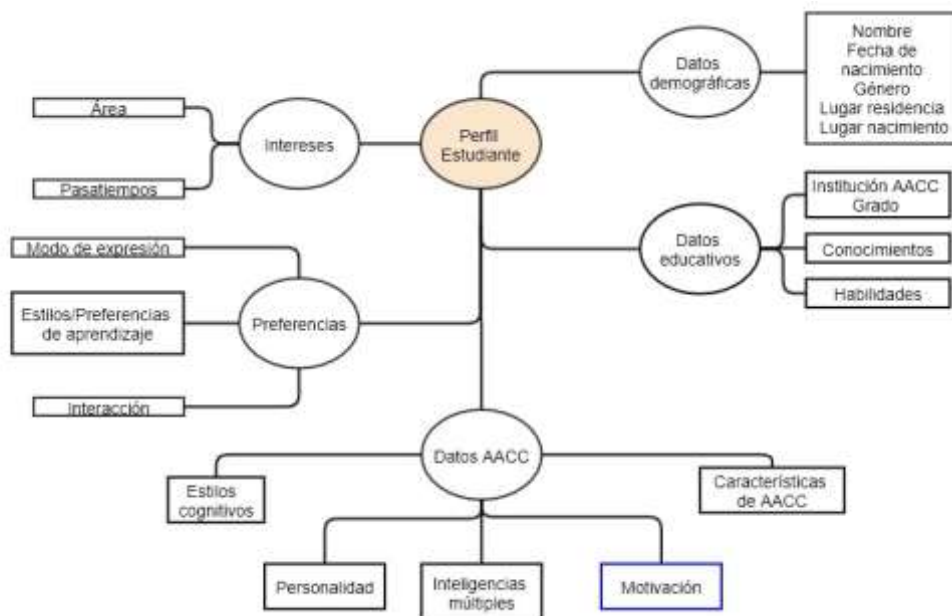 Nombre
Fecha de
nacimiento
Género
Lugar residencia
Lugar nacimiento
Datos
demográficas
Perfil
Estudiante
Intereses
Área
Pasatiempos
Datos
educativos
Institución AACC
Grado
Conocimientos
Habilidades
Preferencias
Modo de expresión
Estilos/Preferencias
de aprendizaje
Interacción
Datos AACC
Estilos
cognitivos
Personalidad
Inteligencias
múltiples
Motivación
Características
de AACC